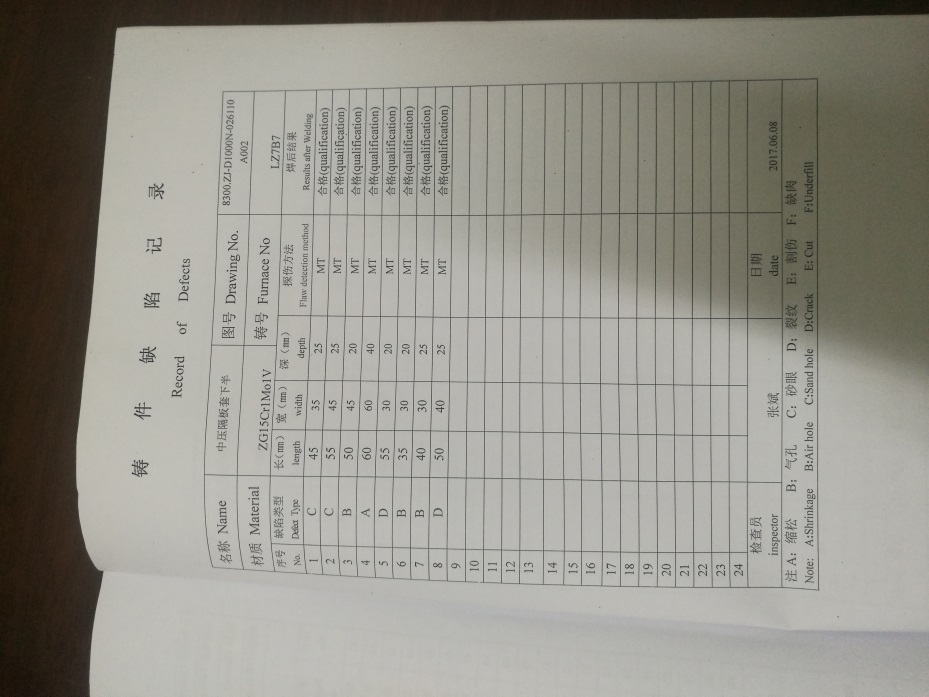 铸 件 缺 陷 记 录
Record of Defects
名称 Name 中压隔板套下半 图号 Drawing No. 8300.ZJ-D1000N-026110 A002
材质 Material ZG15Cr1Mo1V 铸号 Furnace No LZ7B7
序号 缺陷类型 长(mm) 宽(mm) 深(mm) 探伤方法 焊后结果
No. Defect Type length width depth Flaw detection method Results after Welding
1 C 45 35 25 MT 合格(qualification)
2 C 55 45 25 MT 合格(qualification)
3 B 50 45 20 MT 合格(qualification)
4 A 60 60 40 MT 合格(qualification)
5 D 55 30 20 MT 合格(qualification)
6 B 35 30 20 MT 合格(qualification)
7 B 40 30 25 MT 合格(qualification)
8 D 50 40 25 MT 合格(qualification)
9
10
11
12
13
14
15
16
17
18
19
20
21
22
23
24
检查员 张斌 日期 2017.06.08
inspector date
注 A: 缩松 B: 气孔 C: 砂眼 D: 裂纹 E: 割伤 F: 缺肉
Note: A:Shrinkage B:Air hole C:Sand hole D:Crack E: Cut F:Underfill